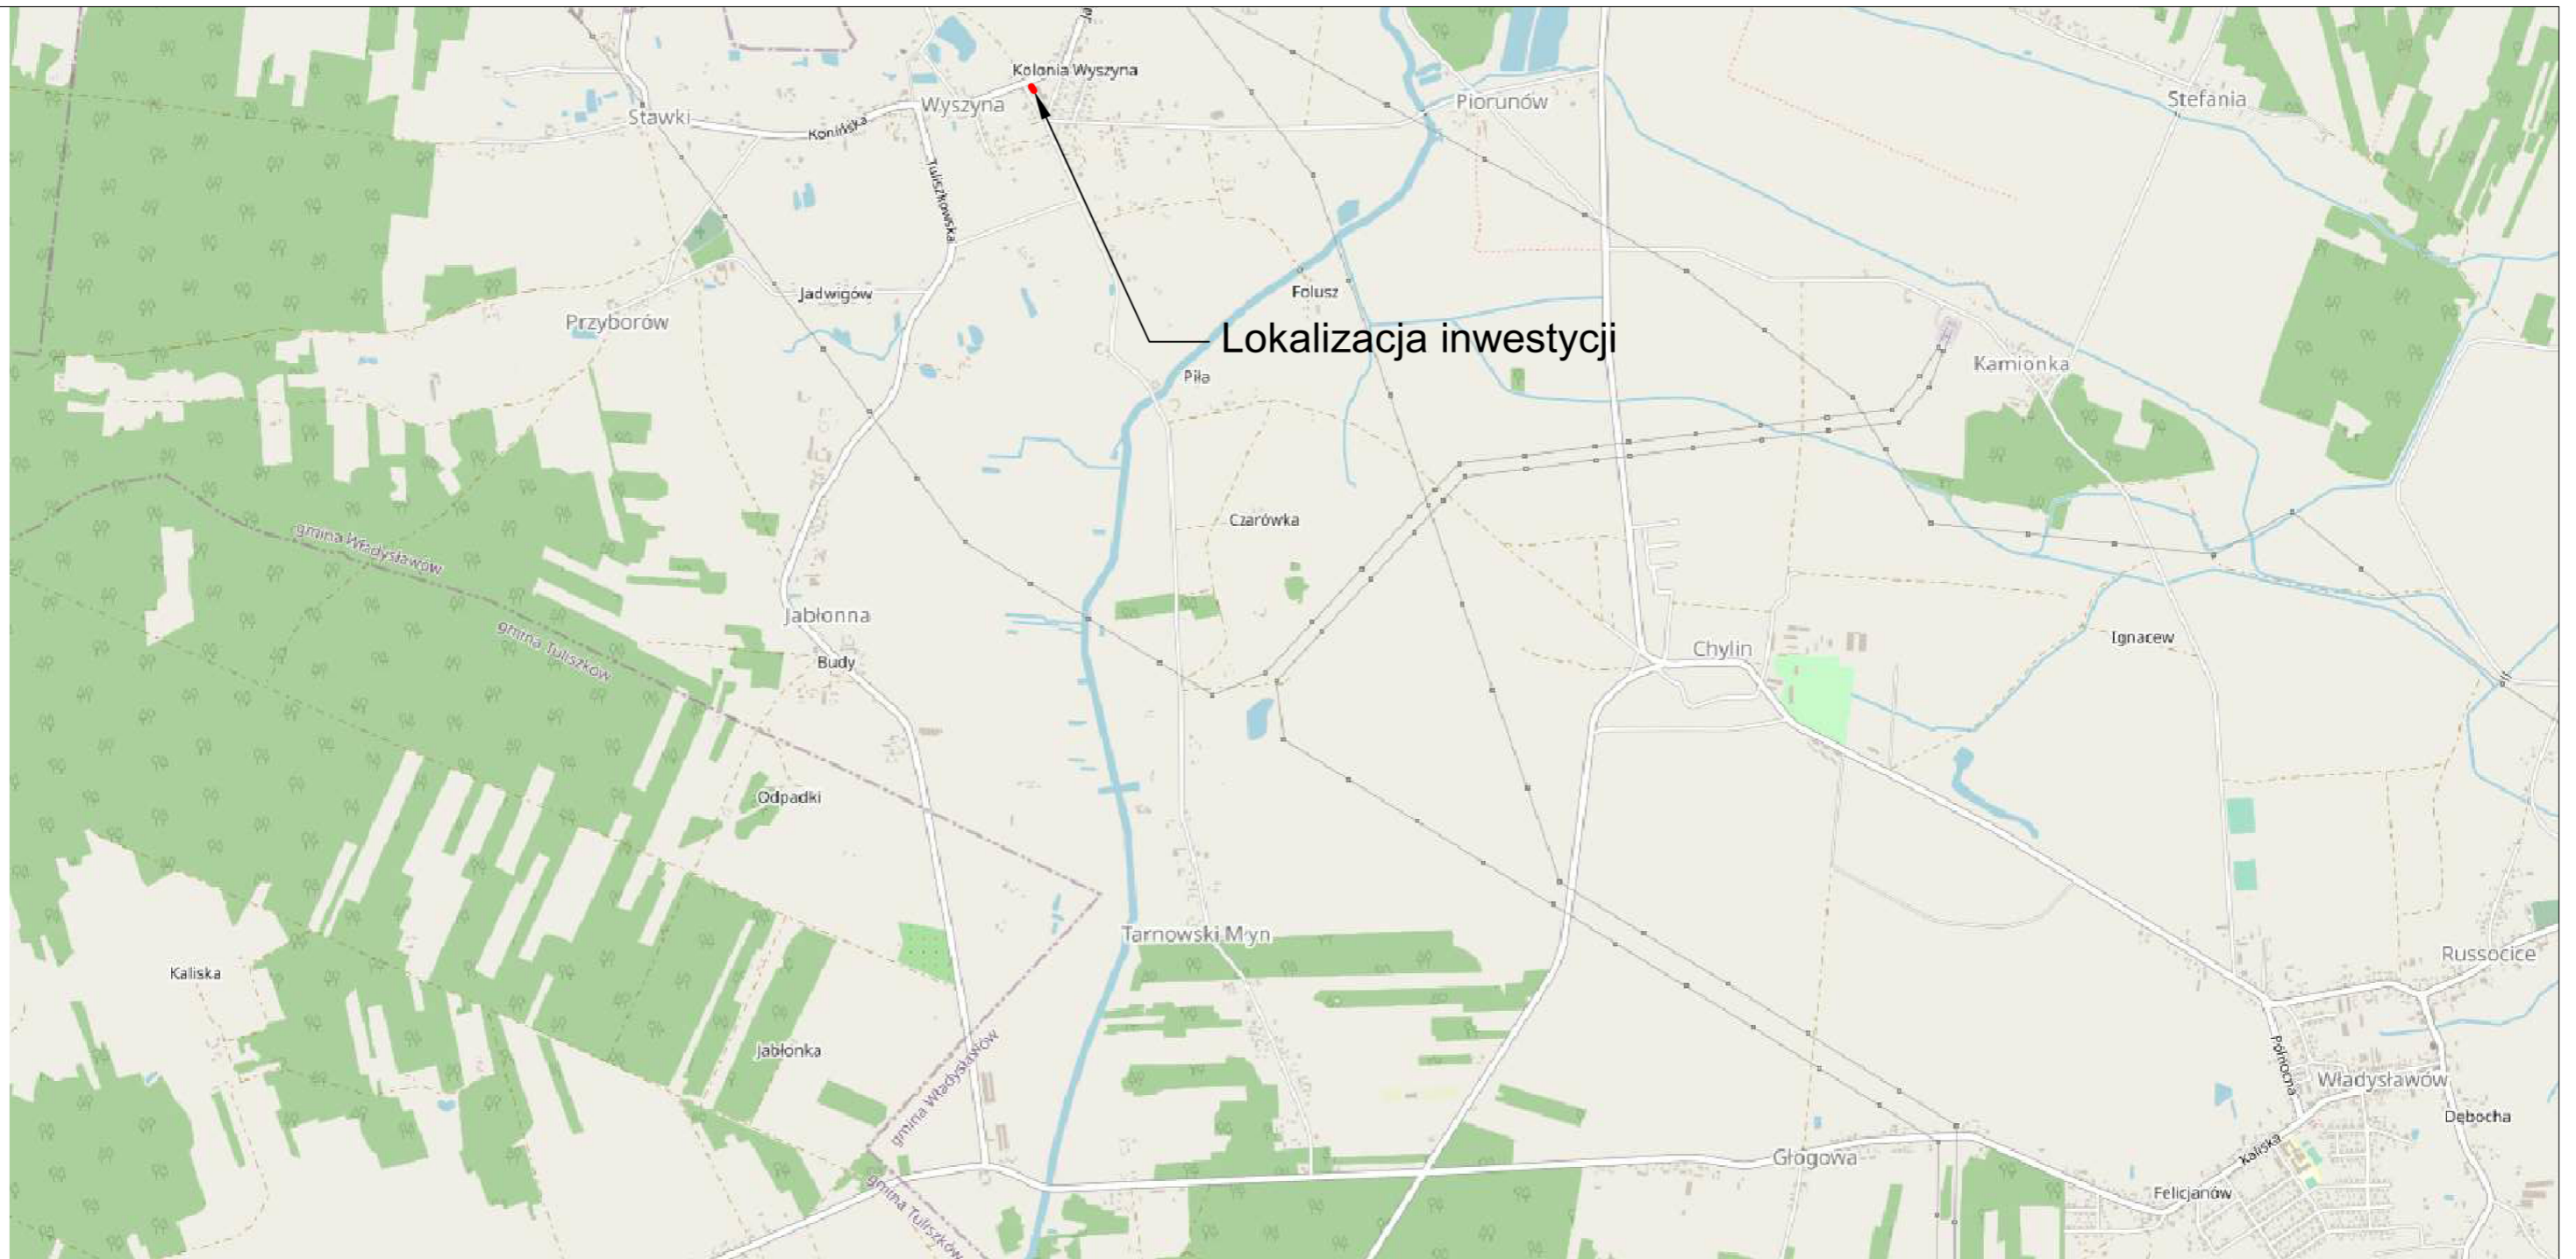 Kolonia Wyszyna
Wyszyna
Piorunów
Stefania
Stawki
Konińska
Tuliszkowska
Jadwigów
Folusz
Przyborów
Lokalizacja inwestycji
Kamionka
Piła
gmina Władysławów
Czarówka
Jabłonna
gmina Tuliszków
Ignacew
Chylin
Budy
Odpadki
Tarnowski Młyn
Russocice
Kaliska
Jabłonka
gmina Władysławów
Północna
Władysławów
Dębocha
Głogowa
Kaliska
Felicjanów
gmina Tuliszków